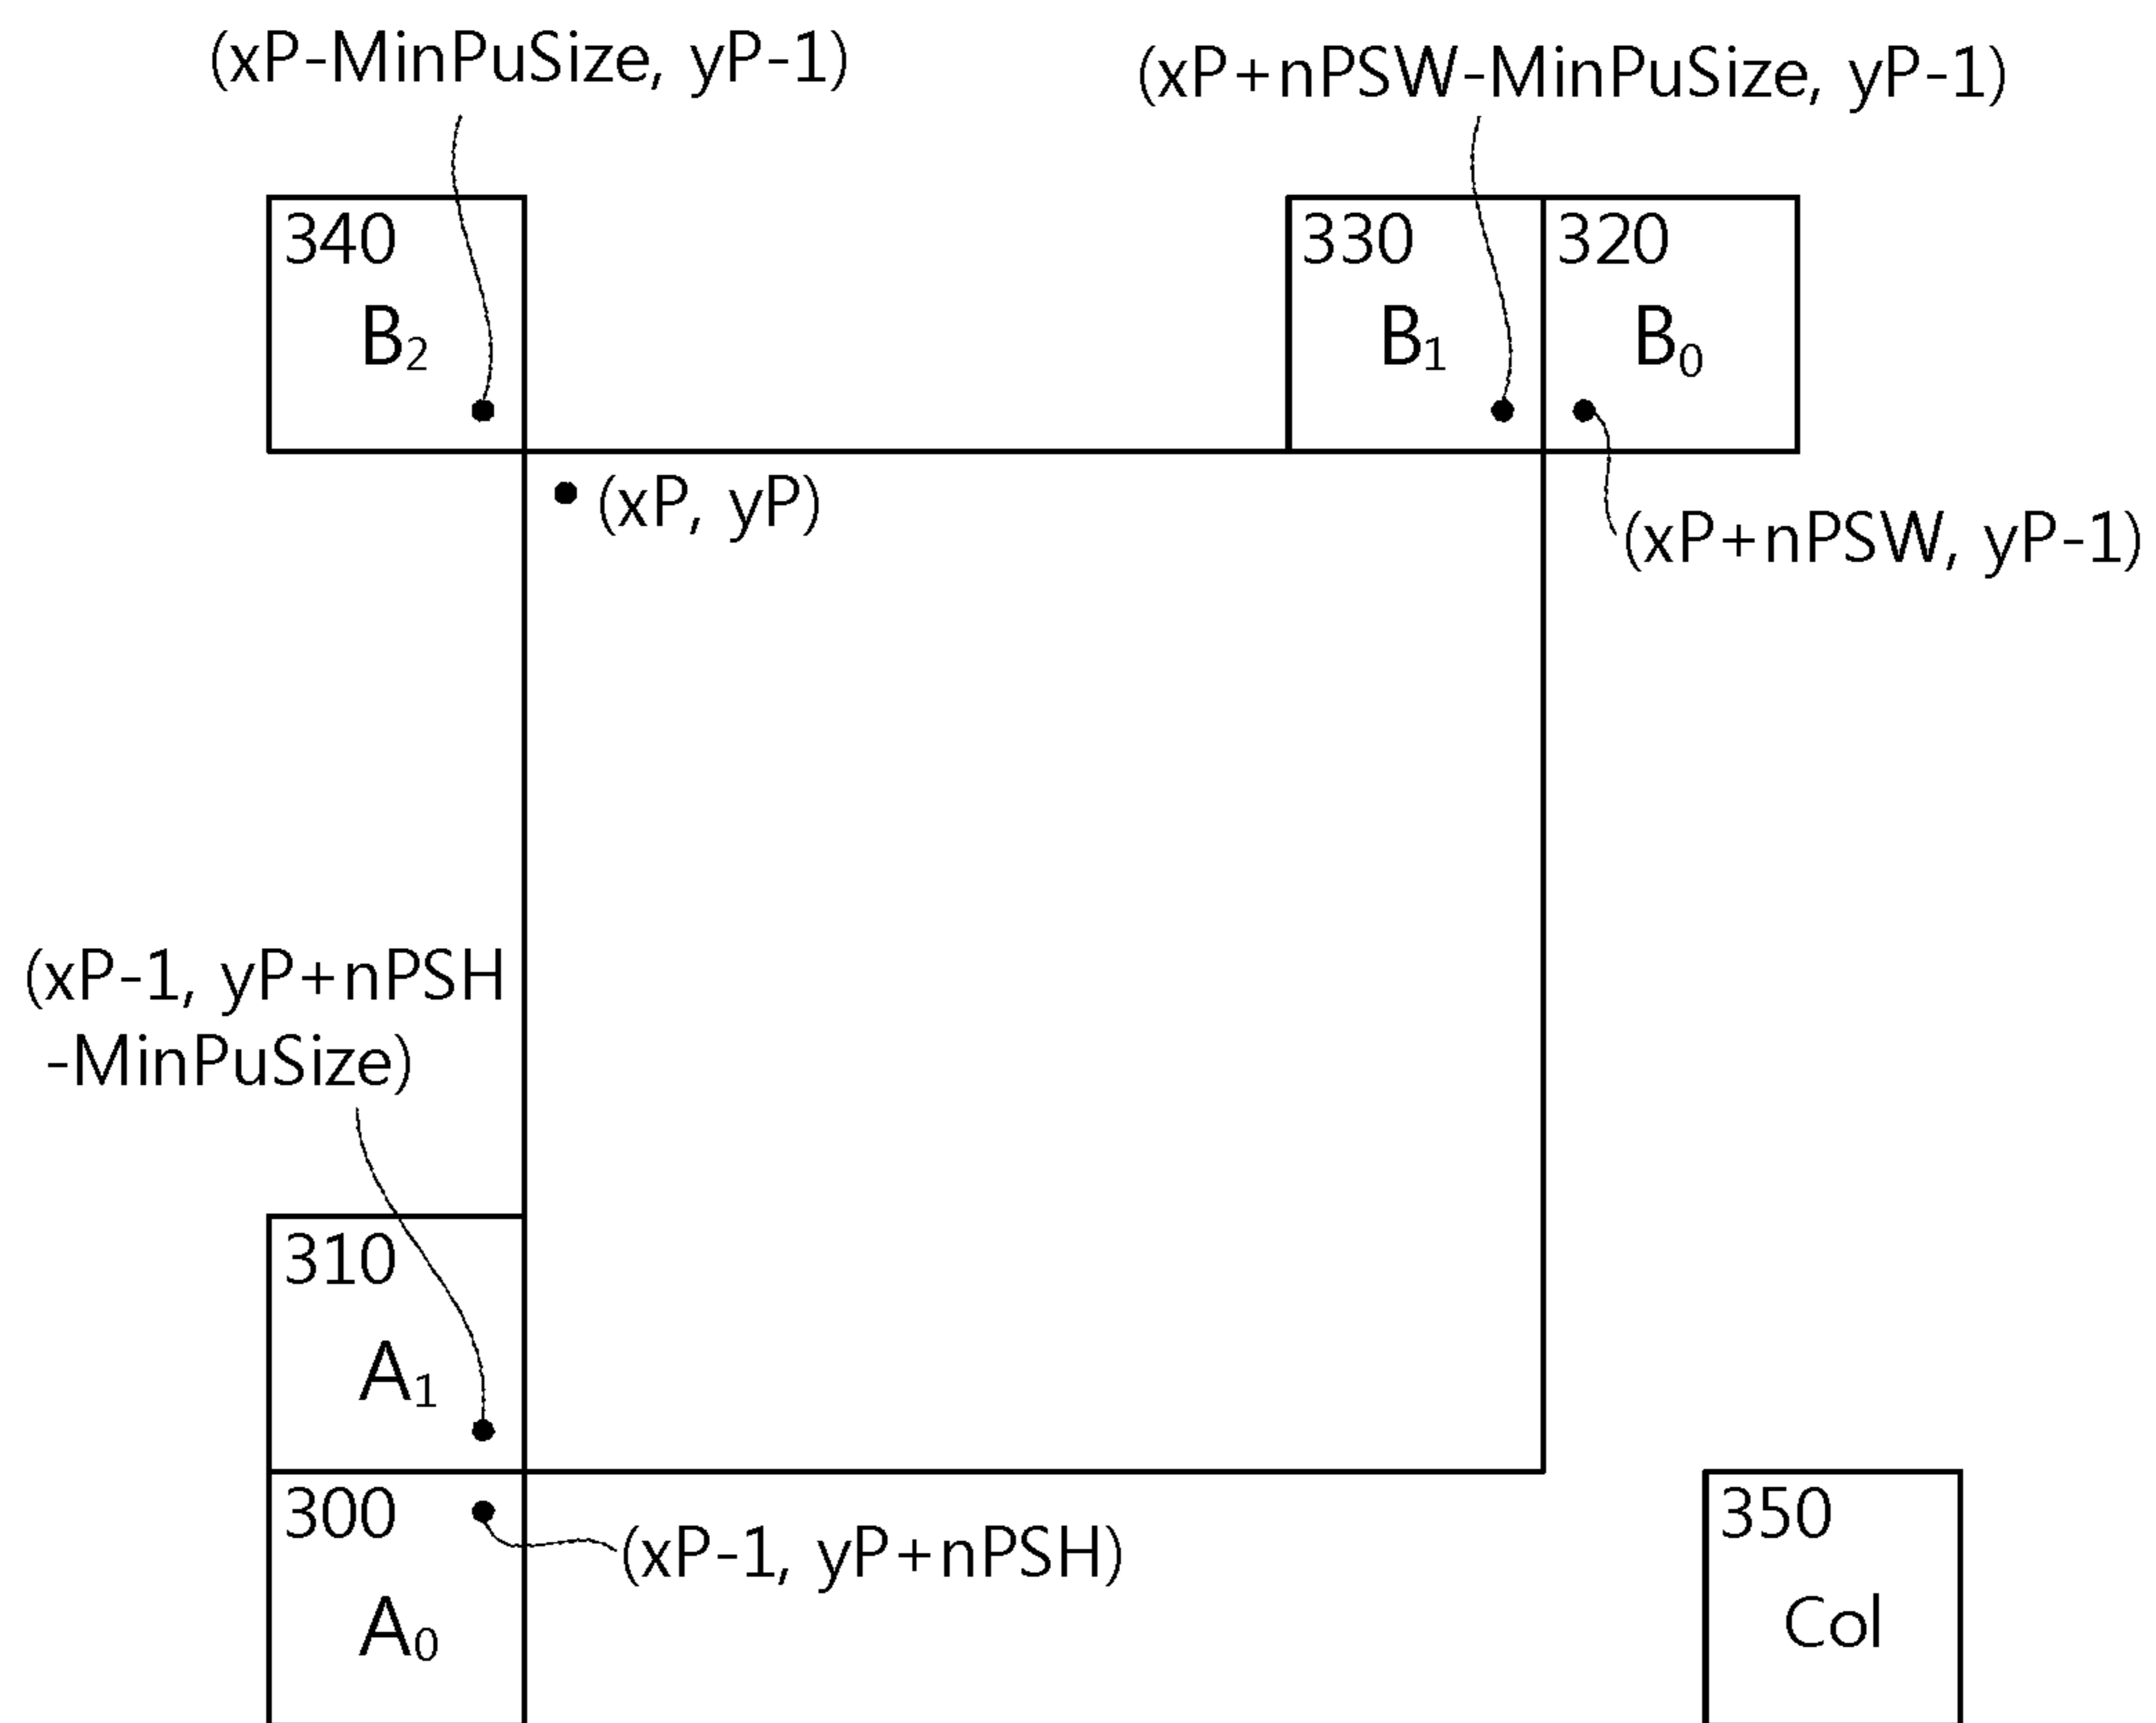 (xP-MinPuSize, yP-1)
(xP+nPSW-MinPuSize, yP-1)
340
B₂
330
B₁
320
B₀
(xP, yP)
(xP+nPSW, yP-1)
(xP-1, yP+nPSH
-MinPuSize)
310
A₁
300
A₀
(xP-1, yP+nPSH)
350
Col